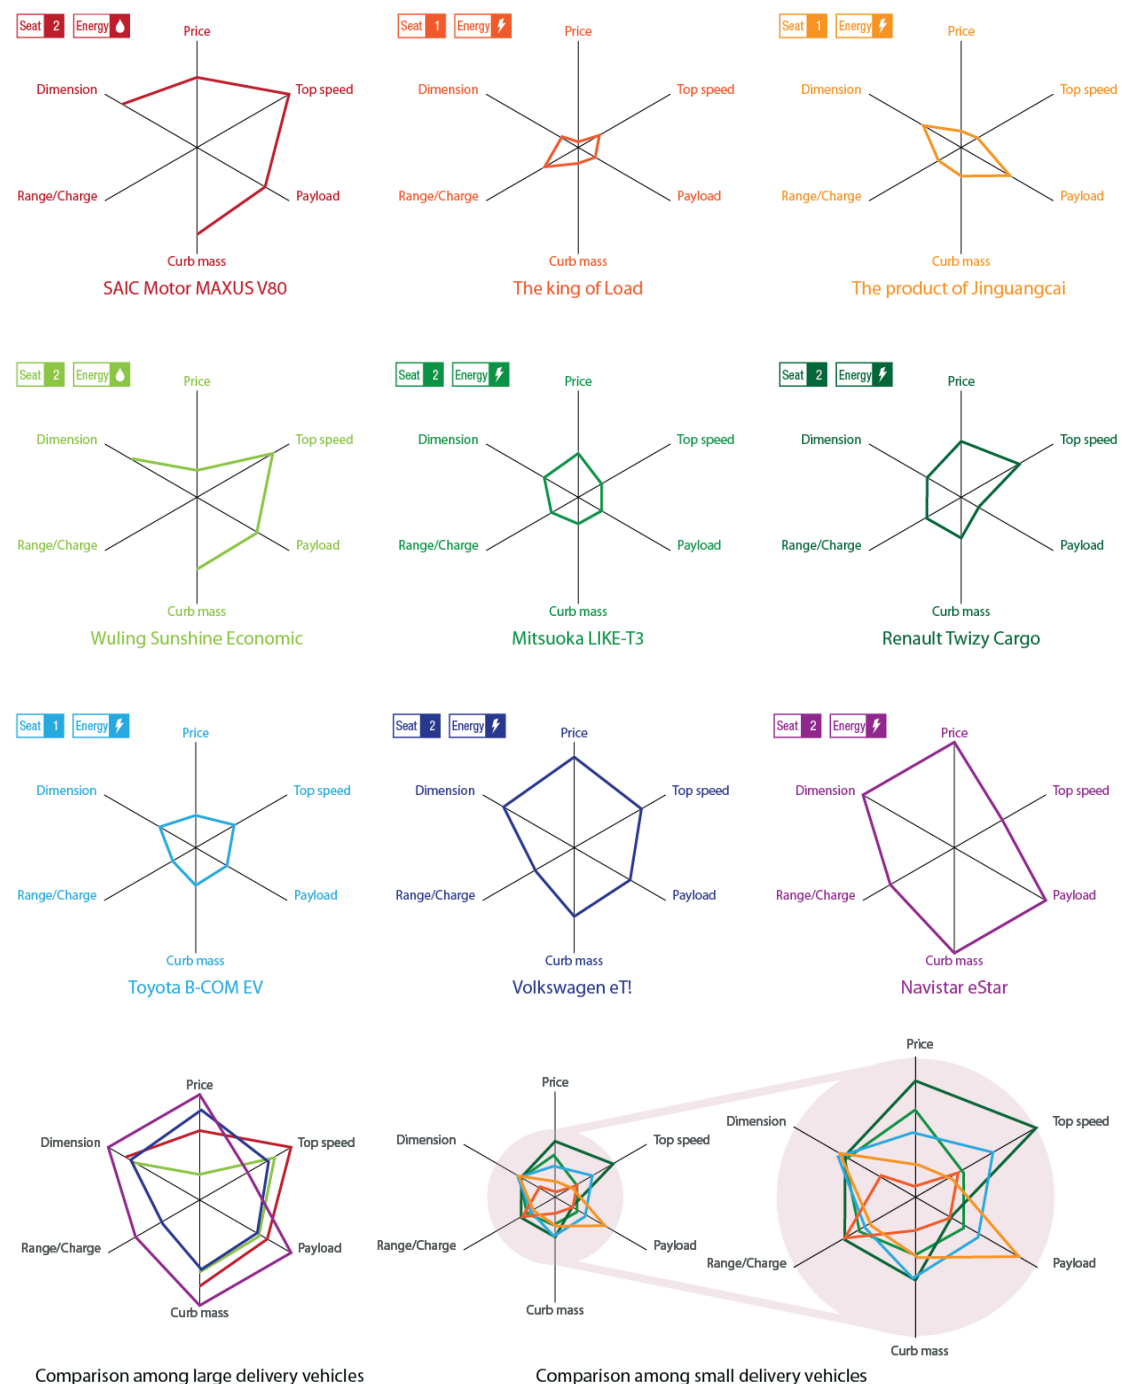 Seat 2 Energy
Seat 1 Energy
Seat 1 Energy
Price
Price
Price
Dimension
Top speed
Dimension
Top speed
Dimension
Top speed
Range/Charge
Payload
Range/Charge
Payload
Range/Charge
Payload
Curb mass
Curb mass
Curb mass
SAIC Motor MAXUS V80
The king of Load
The product of Jinguangcai
Seat 2 Energy
Seat 2 Energy
Seat 2 Energy
Price
Price
Price
Dimension
Top speed
Dimension
Top speed
Dimension
Top speed
Range/Charge
Payload
Range/Charge
Payload
Range/Charge
Payload
Curb mass
Curb mass
Curb mass
Wuling Sunshine Economic
Mitsuoka LIKE-T3
Renault Twizy Cargo
Seat 1 Energy
Seat 2 Energy
Seat 2 Energy
Price
Price
Price
Dimension
Top speed
Dimension
Top speed
Dimension
Top speed
Range/Charge
Payload
Range/Charge
Payload
Range/Charge
Payload
Curb mass
Curb mass
Curb mass
Toyota B-COM EV
Volkswagen eT!
Navistar eStar
Price
Dimension
Top speed
Range/Charge
Payload
Curb mass
Price
Dimension
Top speed
Range/Charge
Payload
Curb mass
Price
Dimension
Top speed
Range/Charge
Payload
Curb mass
Comparison among large delivery vehicles
Comparison among small delivery vehicles